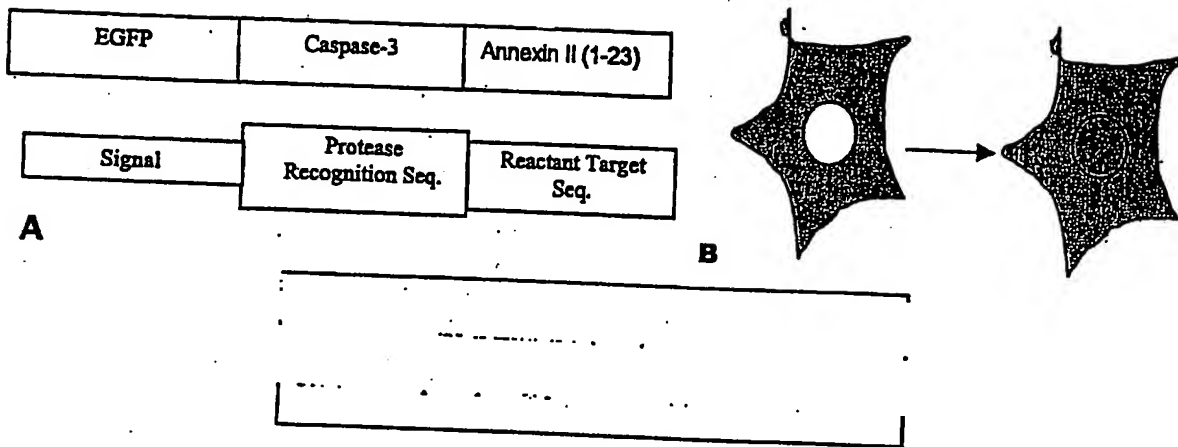 EGFP Caspase-3 Annexin II (1-23)
Signal Protease Recognition Seq. Reactant Target Seq.
A
B